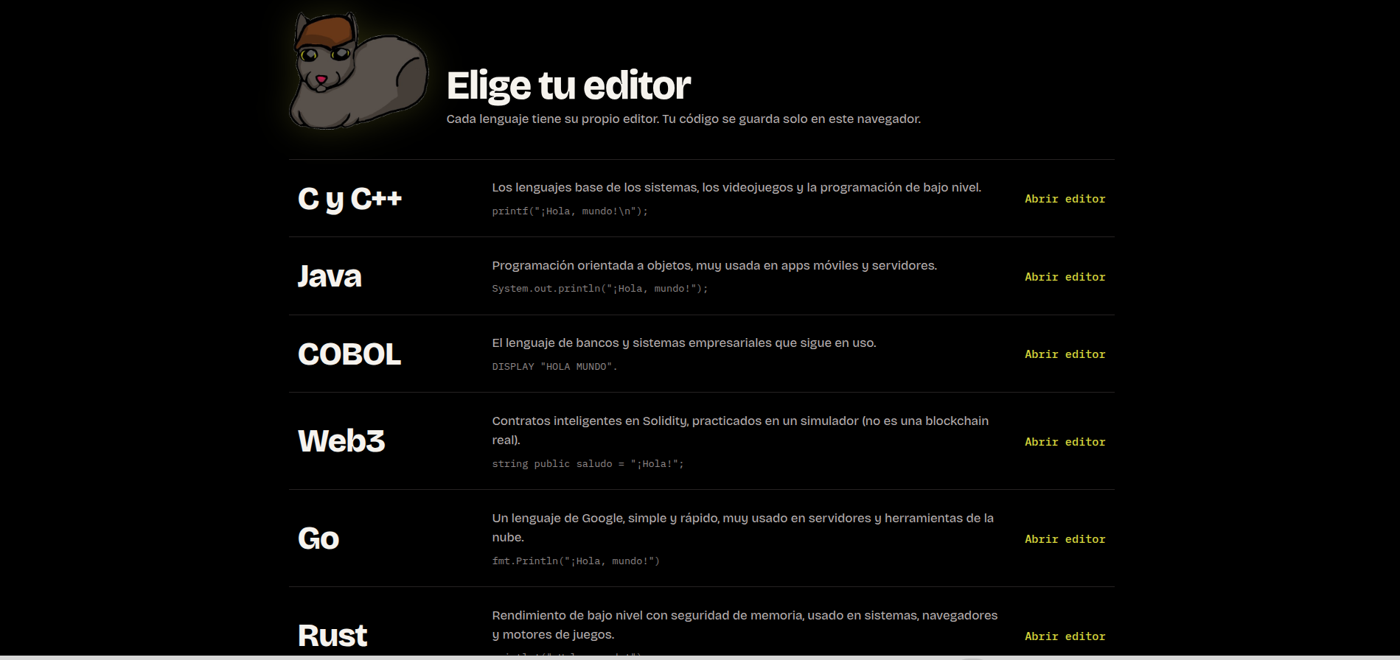 Elige tu editor
Cada lenguaje tiene su propio editor. Tu código se guarda solo en este navegador.
C y C++
Los lenguajes base de los sistemas, los videojuegos y la programación de bajo nivel.
printf("¡Hola, mundo!\n");
Abrir editor
Java
Programación orientada a objetos, muy usada en apps móviles y servidores.
System.out.println("¡Hola, mundo!");
Abrir editor
COBOL
El lenguaje de bancos y sistemas empresariales que sigue en uso.
DISPLAY "HOLA MUNDO".
Abrir editor
Web3
Contratos inteligentes en Solidity, practicados en un simulador (no es una blockchain
real).
string public saludo = "¡Hola!";
Abrir editor
Go
Un lenguaje de Google, simple y rápido, muy usado en servidores y herramientas de la
nube.
fmt.Println("¡Hola, mundo!")
Abrir editor
Rust
Rendimiento de bajo nivel con seguridad de memoria, usado en sistemas, navegadores
y motores de juegos.
Abrir editor